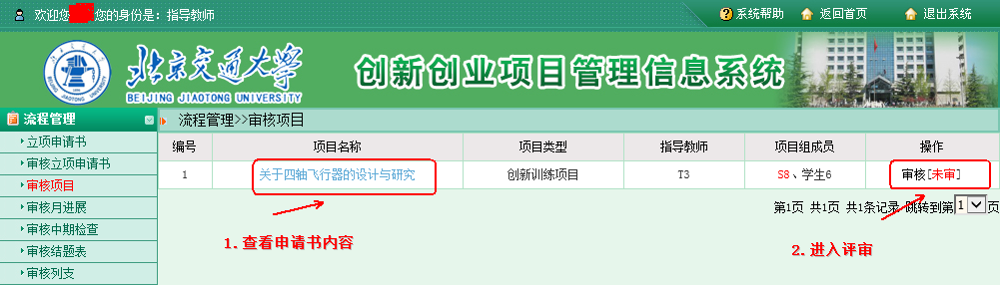 欢迎您 您的身份是：指导教师 系统帮助 返回首页 退出系统
北京交通大学
BEIJING JIAOTONG UNIVERSITY
创新创业项目管理信息系统
流程管理
立项申请书
审核立项申请书
审核项目
审核月进展
审核中期检查
审核结题表
审核列支
流程管理>>审核项目
编号 项目名称 项目类型 指导教师 项目组成员 操作
1 关于四轴飞行器的设计与研究 创新训练项目 T3 S8、学生6 审核[未审]
第1页 共1页 共1条记录 跳转到第1页
1.查看申请书内容
2.进入评审